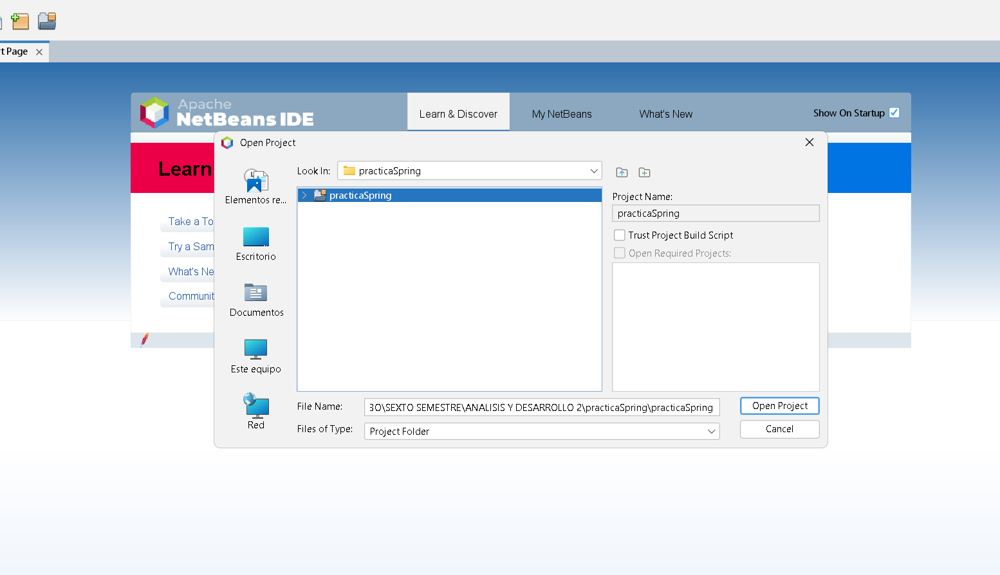 t Page
Apache
NetBeans IDE
Learn & Discover
My NetBeans
What's New
Show On Startup
Open Project
Learn
Look In:
practicaSpring
Elementos re...
practicaSpring
Project Name:
practicaSpring
Take a To
Trust Project Build Script
Try a Sam
Open Required Projects:
Escritorio
What's Ne
Communit
Documentos
Este equipo
File Name:
3O\SEXTO SEMESTRE\ANALISIS Y DESARROLLO 2\practicaSpring\practicaSpring
Open Project
Red
Files of Type:
Project Folder
Cancel